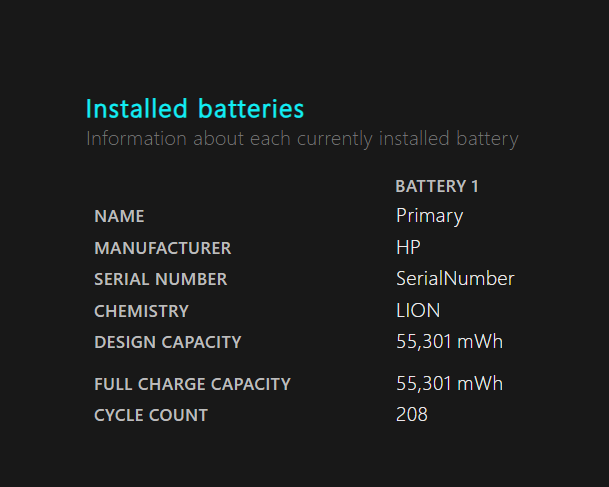 Installed batteries
Information about each currently installed battery
BATTERY 1
NAME Primary
MANUFACTURER HP
SERIAL NUMBER SerialNumber
CHEMISTRY LION
DESIGN CAPACITY 55,301 mWh
FULL CHARGE CAPACITY 55,301 mWh
CYCLE COUNT 208